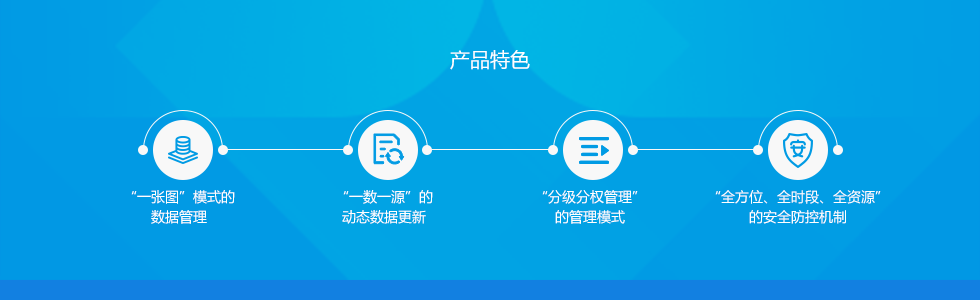 产品特色
“一张图”模式的
数据管理
“一数一源”的
动态数据更新
“分级分权管理”
的管理模式
“全方位、全时段、全资源”
的安全防控机制